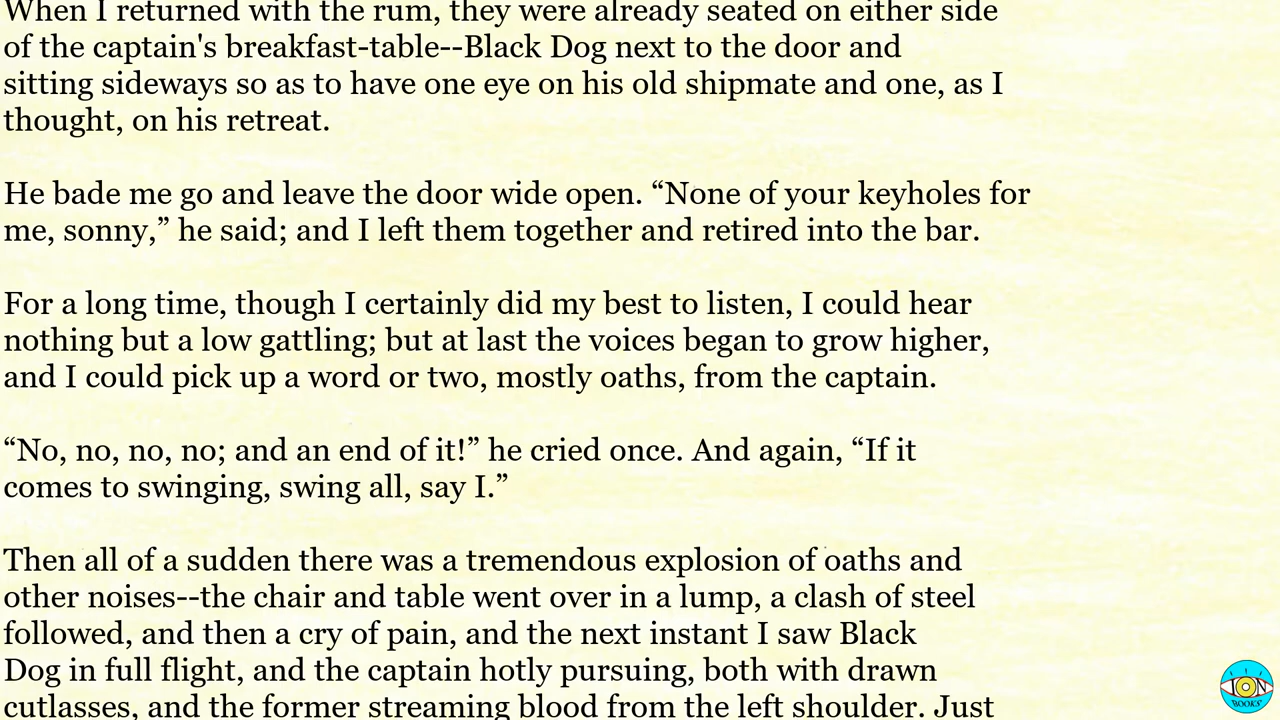 When I returned with the rum, they were already seated on either side
of the captain's breakfast-table--Black Dog next to the door and
sitting sideways so as to have one eye on his old shipmate and one, as I
thought, on his retreat.
He bade me go and leave the door wide open. “None of your keyholes for
me, sonny,” he said; and I left them together and retired into the bar.
For a long time, though I certainly did my best to listen, I could hear
nothing but a low gattling; but at last the voices began to grow higher,
and I could pick up a word or two, mostly oaths, from the captain.
“No, no, no, no; and an end of it!” he cried once. And again, “If it
comes to swinging, swing all, say I.”
Then all of a sudden there was a tremendous explosion of oaths and
other noises--the chair and table went over in a lump, a clash of steel
followed, and then a cry of pain, and the next instant I saw Black
Dog in full flight, and the captain hotly pursuing, both with drawn
cutlasses, and the former streaming blood from the left shoulder. Just
ION
BOOKS